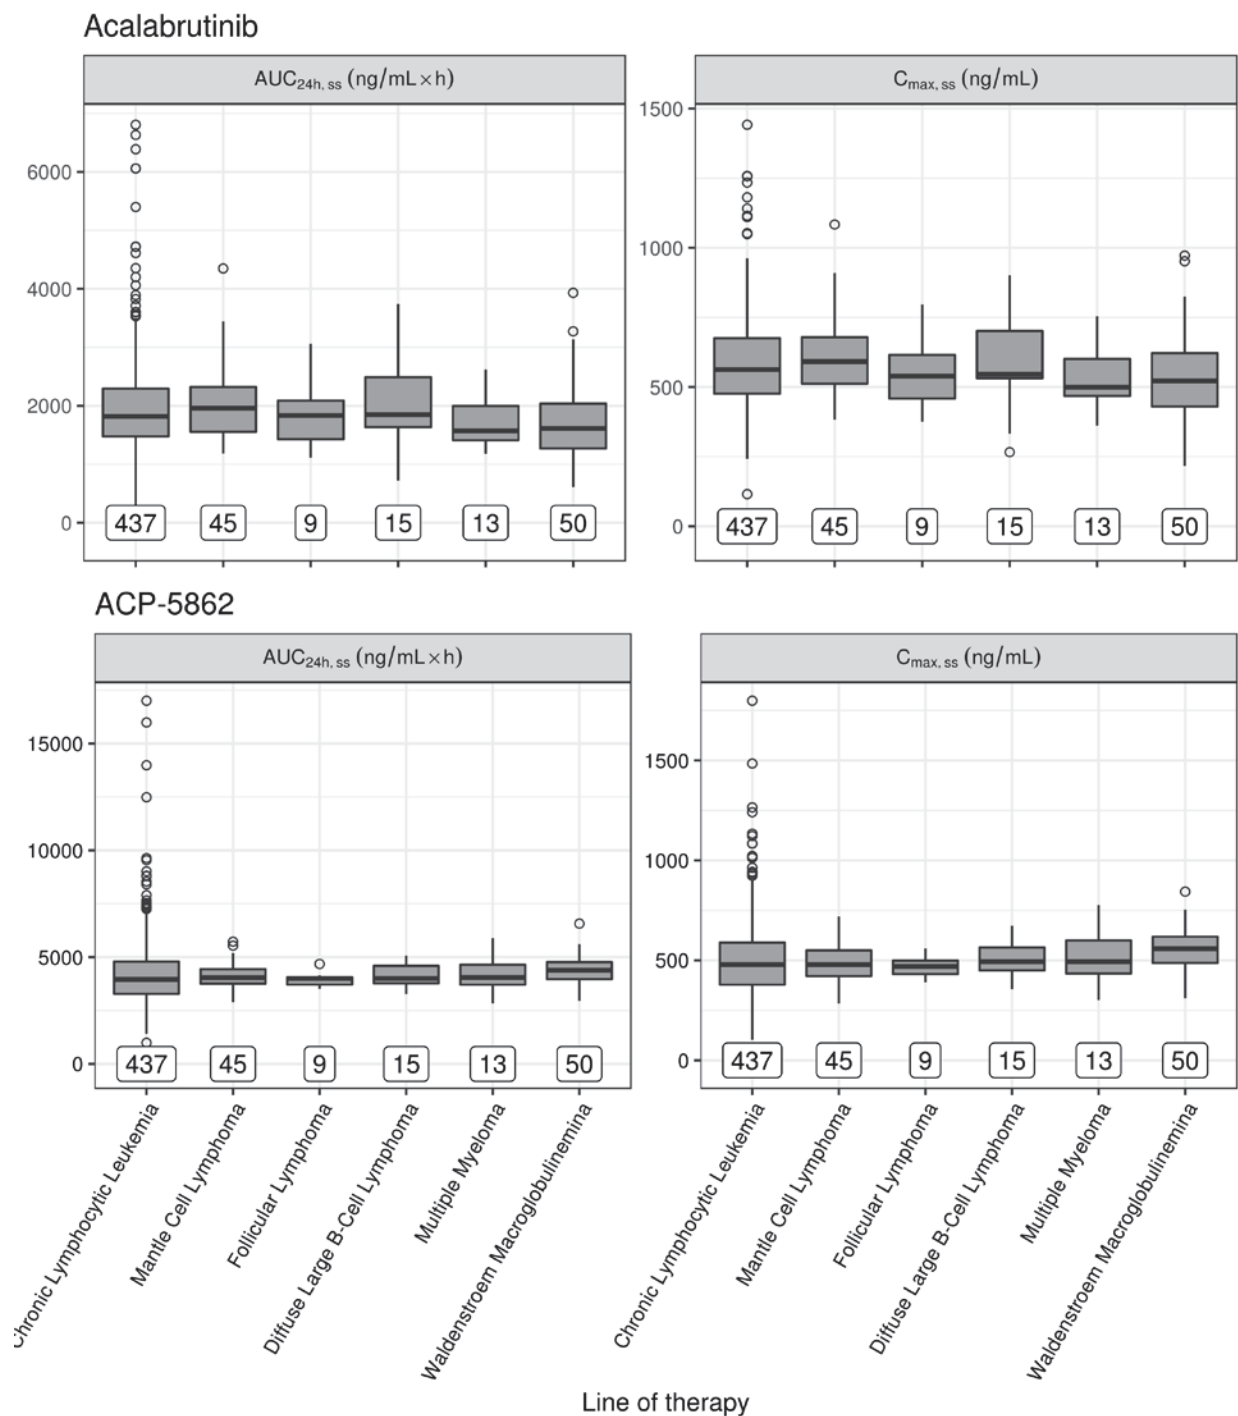 Acalabrutinib
AUC24h, ss (ng/mL×h)
6000
4000
2000
0
437 45 9 15 13 50
Cmax, ss (ng/mL)
1500
1000
500
0
437 45 9 15 13 50
ACP-5862
AUC24h, ss (ng/mL×h)
15000
10000
5000
0
437 45 9 15 13 50
Chronic Lymphocytic Leukemia
Mantle Cell Lymphoma
Follicular Lymphoma
Diffuse Large B-Cell Lymphoma
Multiple Myeloma
Waldenstroem Macroglobulinemina
Cmax, ss (ng/mL)
1500
1000
500
0
437 45 9 15 13 50
Chronic Lymphocytic Leukemia
Mantle Cell Lymphoma
Follicular Lymphoma
Diffuse Large B-Cell Lymphoma
Multiple Myeloma
Waldenstroem Macroglobulinemina
Line of therapy